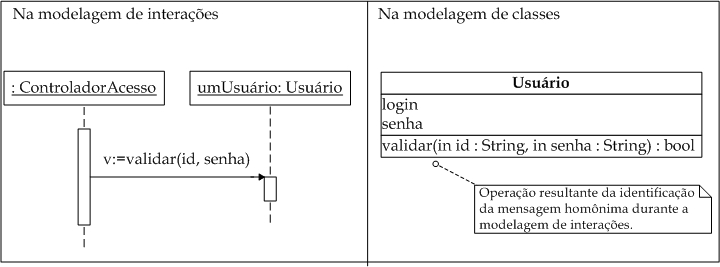 Na modelagem de interações
: ControladorAcesso
umUsuário: Usuário
v:=validar(id, senha)
Na modelagem de classes
Usuário
login
senha
validar(in id : String, in senha : String) : bool
Operação resultante da identificação
da mensagem homônima durante a
modelagem de interações.